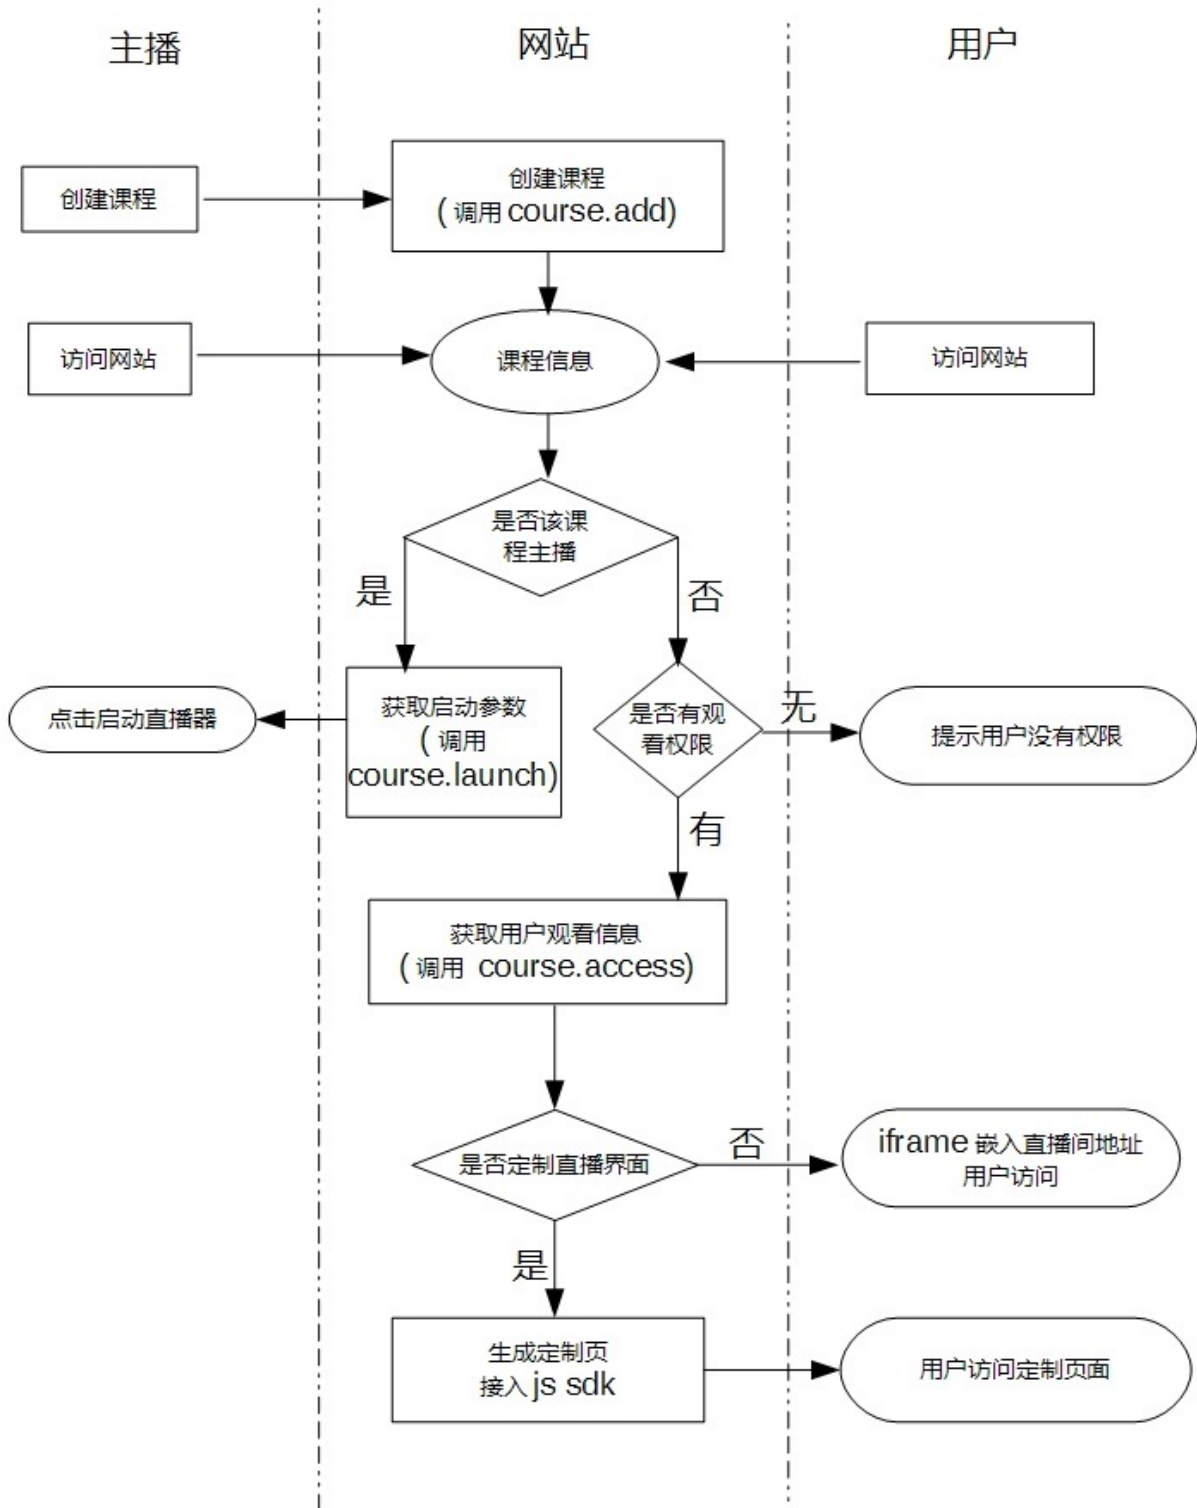 主播
网站
用户
创建课程
创建课程
( 调用 course.add)
访问网站
课程信息
访问网站
是否该课
程主播
是
否
点击启动直播器
获取启动参数
( 调用
course.launch)
是否有观
看权限
无
提示用户没有权限
有
获取用户观看信息
( 调用 course.access)
是否定制直播界面
否
iframe 嵌入直播间地址
用户访问
是
生成定制页
接入 js sdk
用户访问定制页面